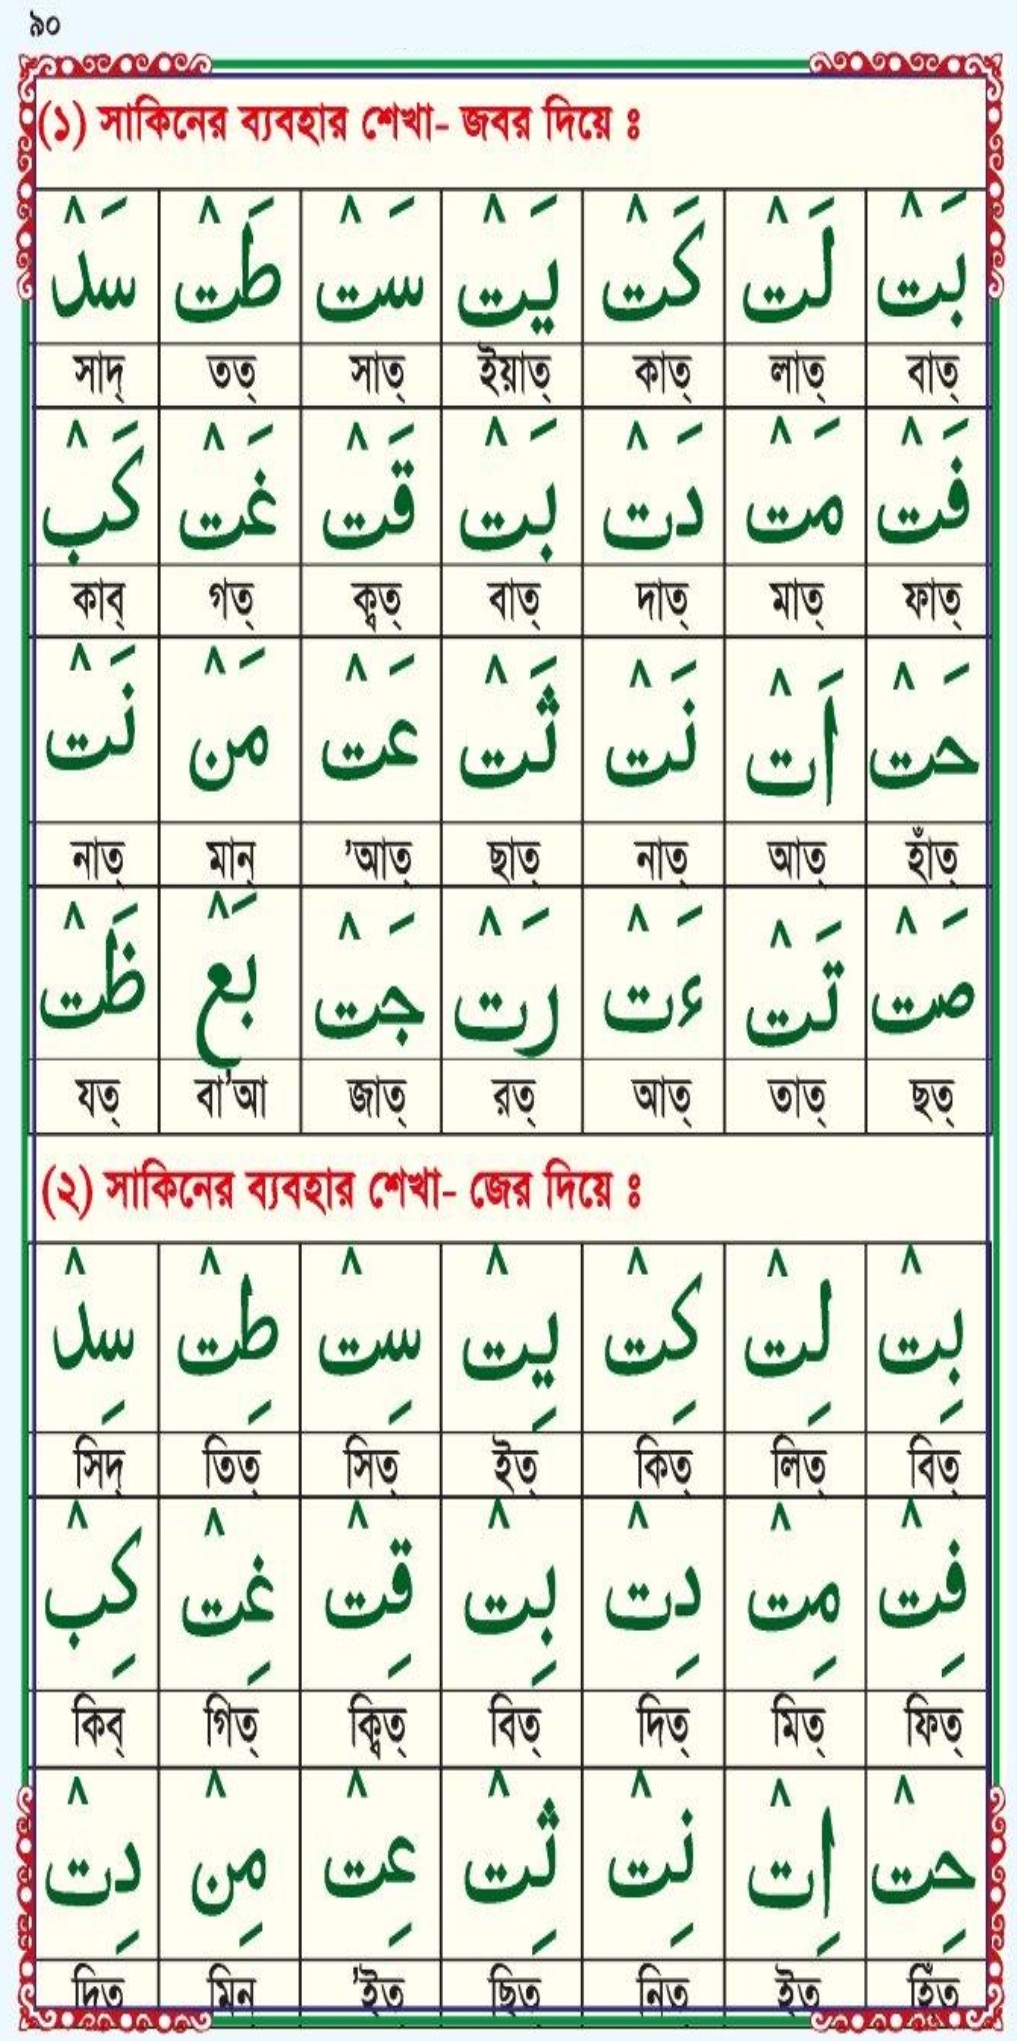 ৯০
(১) সাকিনের ব্যবহার শেখা- জবর দিয়ে ঃ
بَتْ لَتْ كَتْ يَتْ سَتْ طَتْ سَدْ
সাদ্ তত্ সাত্ ইয়াত্ কাত্ লাত্ বাত্
فَتْ مَتْ دَتْ بَتْ قَتْ غَتْ كَبْ
কাব্ গত্ ক্বত্ বাত্ দাত্ মাত্ ফাত্
حَتْ اَتْ نَتْ ثَتْ عَتْ مَنْ نَتْ
নাত্ মান্ ’আত্ ছাত্ নাত্ আত্ হাঁত্
صَتْ تَتْ ءَتْ رَتْ جَتْ بَعْ ظَتْ
যত্ বা’আ জাত্ রত্ আত্ তাত্ ছত্
(২) সাকিনের ব্যবহার শেখা- জের দিয়ে ঃ
بِتْ لِتْ كِتْ يِتْ سِتْ طِتْ سِدْ
সিদ্ তিত্ সিত্ ইত্ কিত্ লিত্ বিত্
فِتْ مِتْ دِتْ بِتْ قِتْ غِتْ كِبْ
কিব্ গিত্ ক্বিত্ বিত্ দিত্ মিত্ ফিত্
حِتْ اِتْ نِتْ ثِتْ عِتْ مِنْ دِتْ
দিত্ মিন্ ’ইত্ ছিত্ নিত্ ইত্ হিঁত্